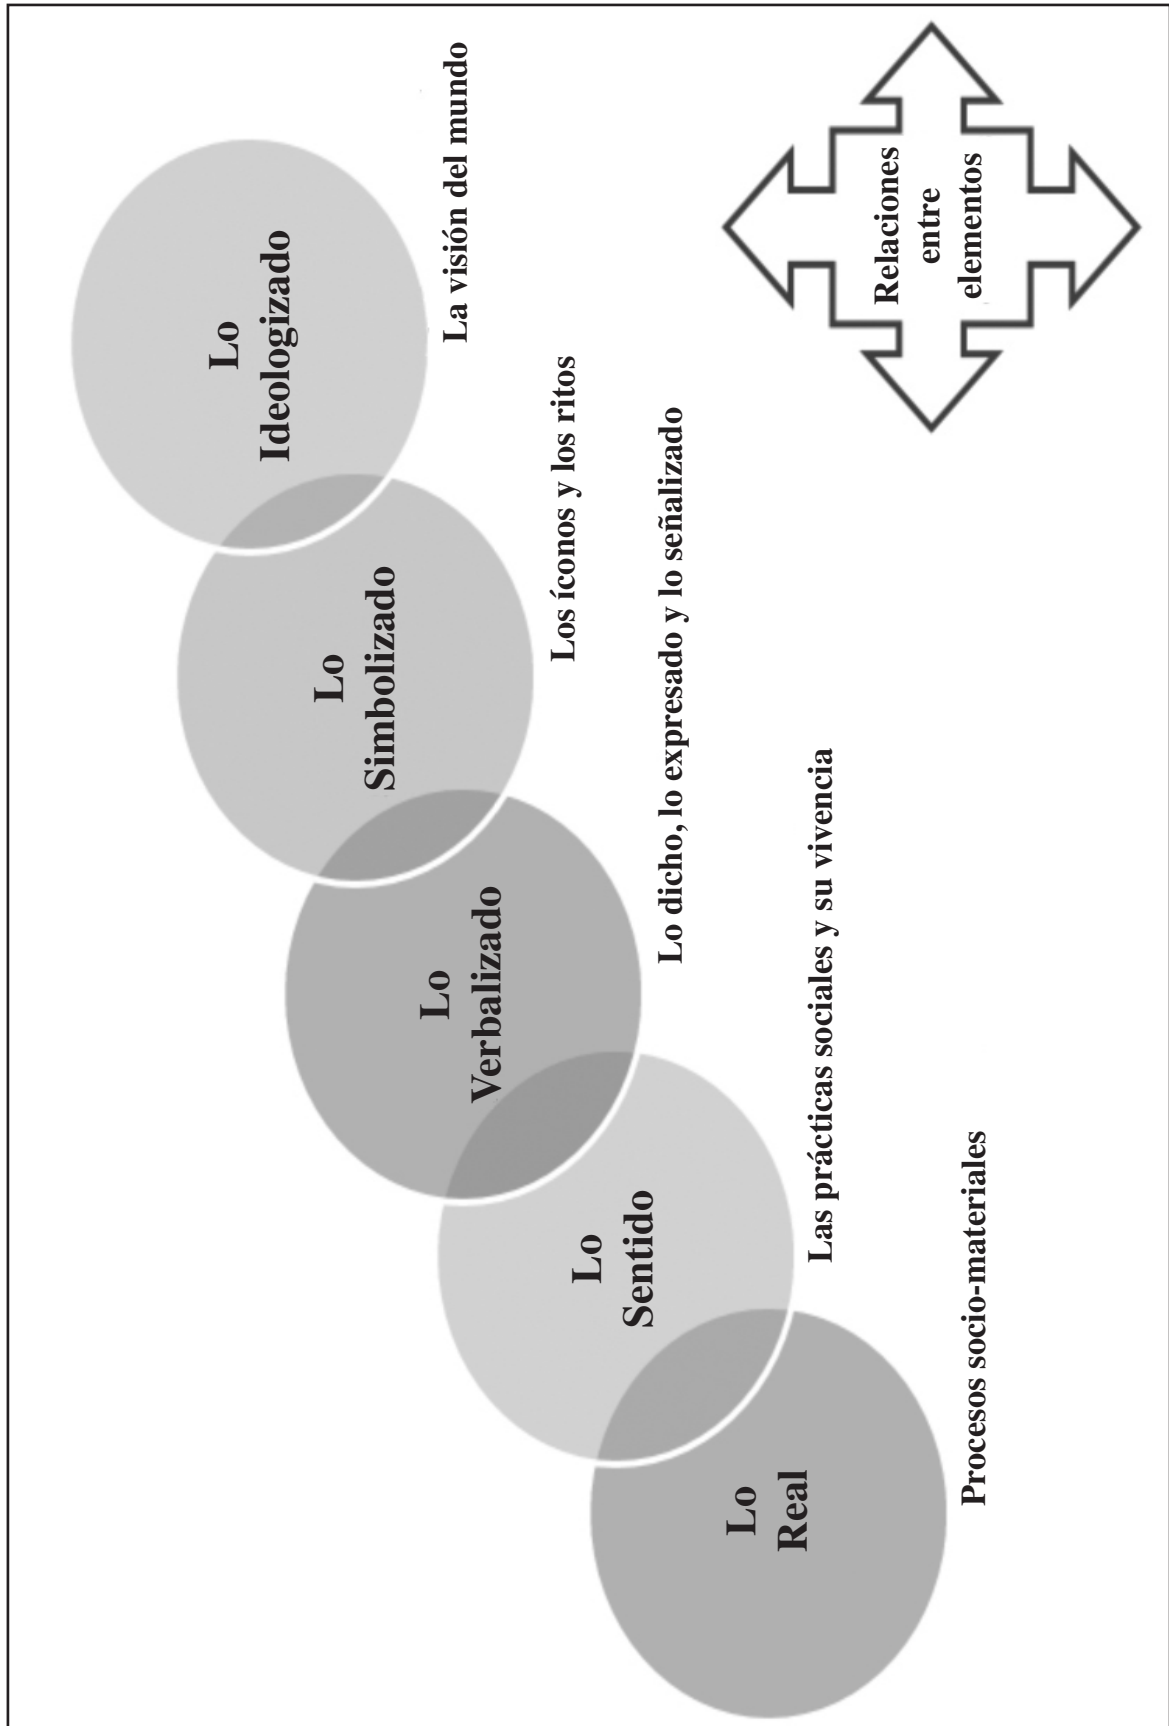 Lo
Real
Procesos socio-materiales
Lo
Sentido
Las prácticas sociales y su vivencia
Lo
Verbalizado
Lo dicho, lo expresado y lo señalizado
Lo
Simbolizado
Los íconos y los ritos
Lo
Ideologizado
La visión del mundo
Relaciones
entre
elementos